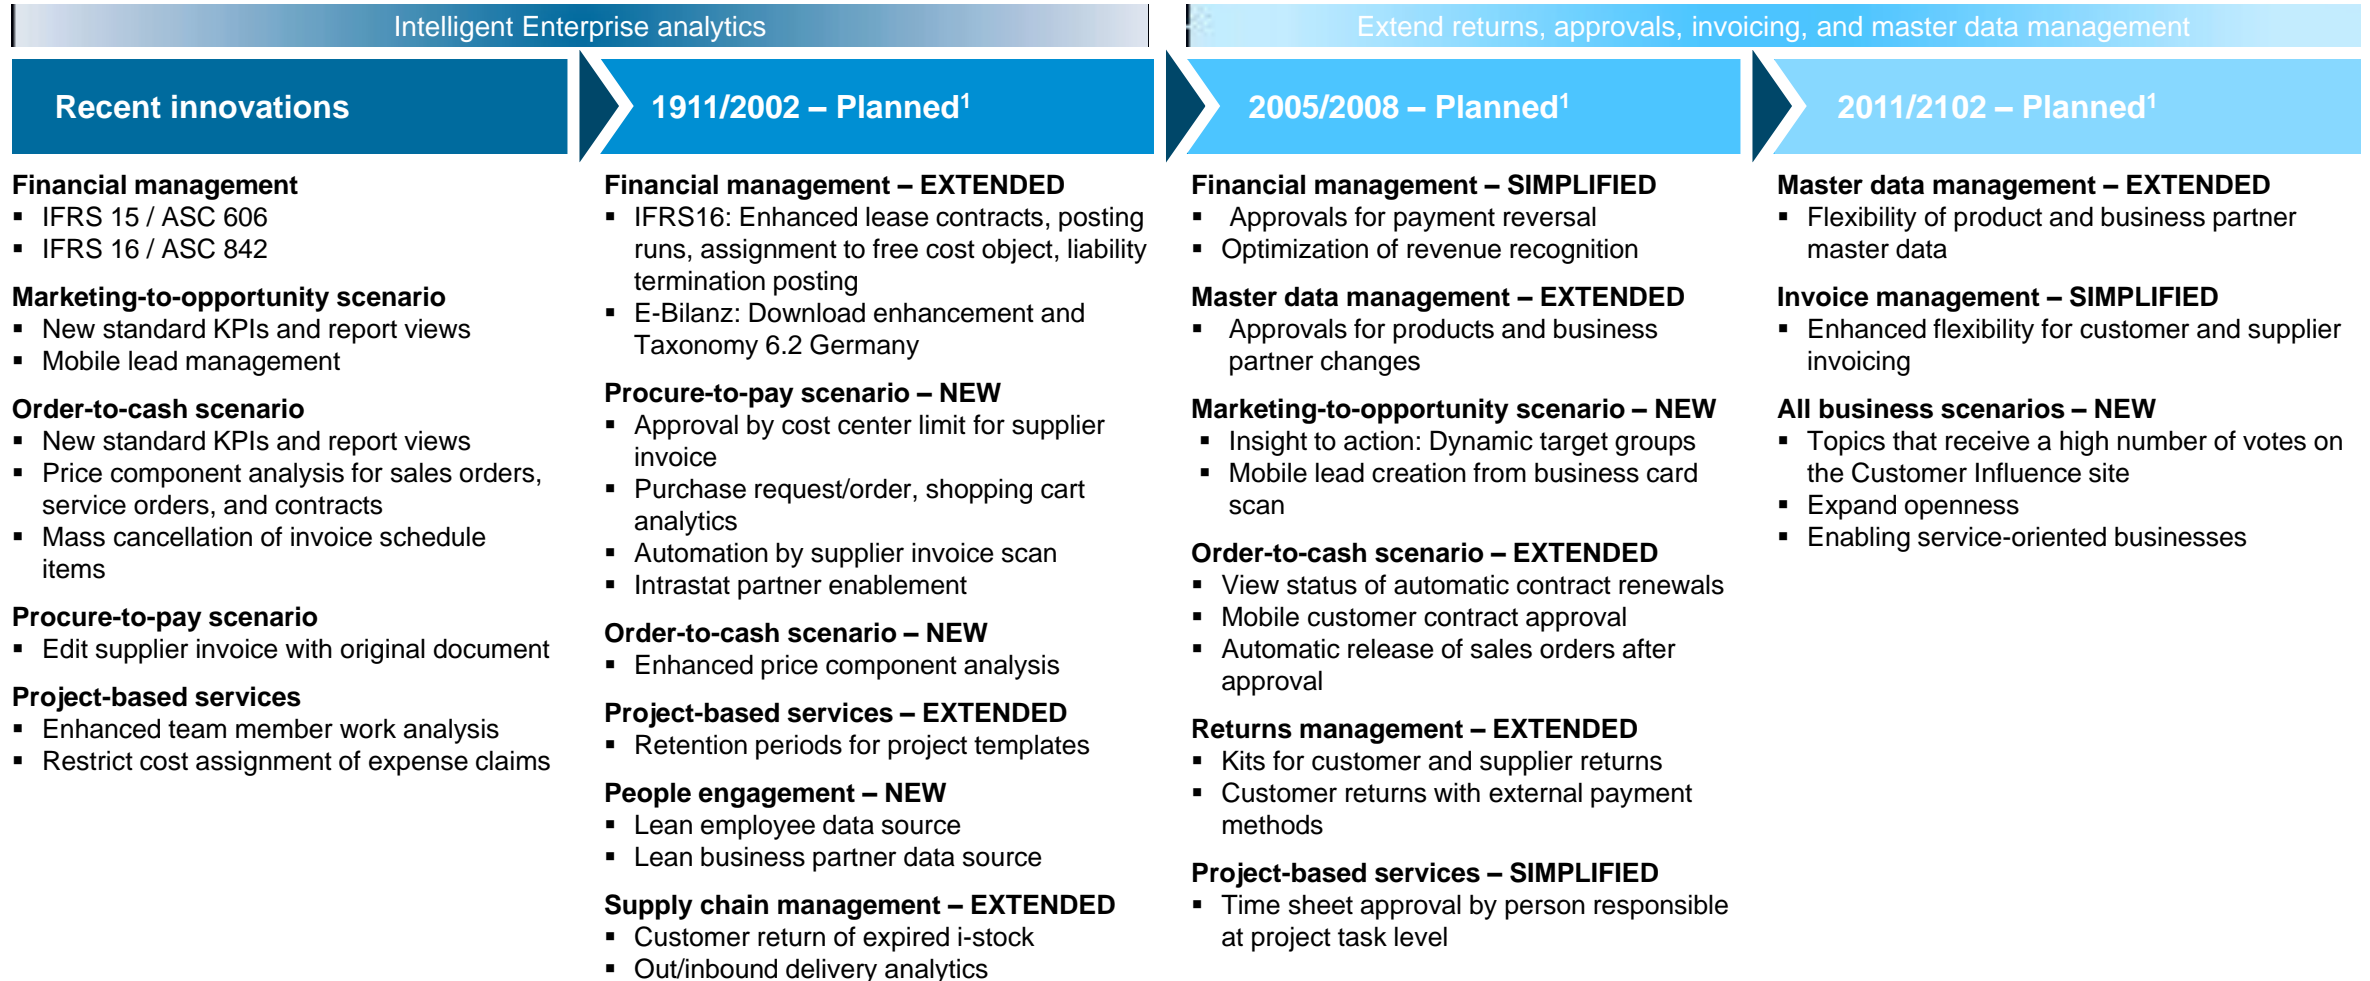 Intelligent Enterprise analytics
Extend returns, approvals, invoicing, and master data management
Recent innovations
1911/2002 – Planned¹
2005/2008 – Planned¹
2011/2102 – Planned¹
Financial management
▪ IFRS 15 / ASC 606
▪ IFRS 16 / ASC 842
Marketing-to-opportunity scenario
▪ New standard KPIs and report views
▪ Mobile lead management
Order-to-cash scenario
▪ New standard KPIs and report views
▪ Price component analysis for sales orders,
service orders, and contracts
▪ Mass cancellation of invoice schedule
items
Procure-to-pay scenario
▪ Edit supplier invoice with original document
Project-based services
▪ Enhanced team member work analysis
▪ Restrict cost assignment of expense claims
Financial management – EXTENDED
▪ IFRS16: Enhanced lease contracts, posting
runs, assignment to free cost object, liability
termination posting
▪ E-Bilanz: Download enhancement and
Taxonomy 6.2 Germany
Procure-to-pay scenario – NEW
▪ Approval by cost center limit for supplier
invoice
▪ Purchase request/order, shopping cart
analytics
▪ Automation by supplier invoice scan
▪ Intrastat partner enablement
Order-to-cash scenario – NEW
▪ Enhanced price component analysis
Project-based services – EXTENDED
▪ Retention periods for project templates
People engagement – NEW
▪ Lean employee data source
▪ Lean business partner data source
Supply chain management – EXTENDED
▪ Customer return of expired i-stock
▪ Out/inbound delivery analytics
Financial management – SIMPLIFIED
▪ Approvals for payment reversal
▪ Optimization of revenue recognition
Master data management – EXTENDED
▪ Approvals for products and business
partner changes
Marketing-to-opportunity scenario – NEW
▪ Insight to action: Dynamic target groups
▪ Mobile lead creation from business card
scan
Order-to-cash scenario – EXTENDED
▪ View status of automatic contract renewals
▪ Mobile customer contract approval
▪ Automatic release of sales orders after
approval
Returns management – EXTENDED
▪ Kits for customer and supplier returns
▪ Customer returns with external payment
methods
Project-based services – SIMPLIFIED
▪ Time sheet approval by person responsible
at project task level
Master data management – EXTENDED
▪ Flexibility of product and business partner
master data
Invoice management – SIMPLIFIED
▪ Enhanced flexibility for customer and supplier
invoicing
All business scenarios – NEW
▪ Topics that receive a high number of votes on
the Customer Influence site
▪ Expand openness
▪ Enabling service-oriented businesses